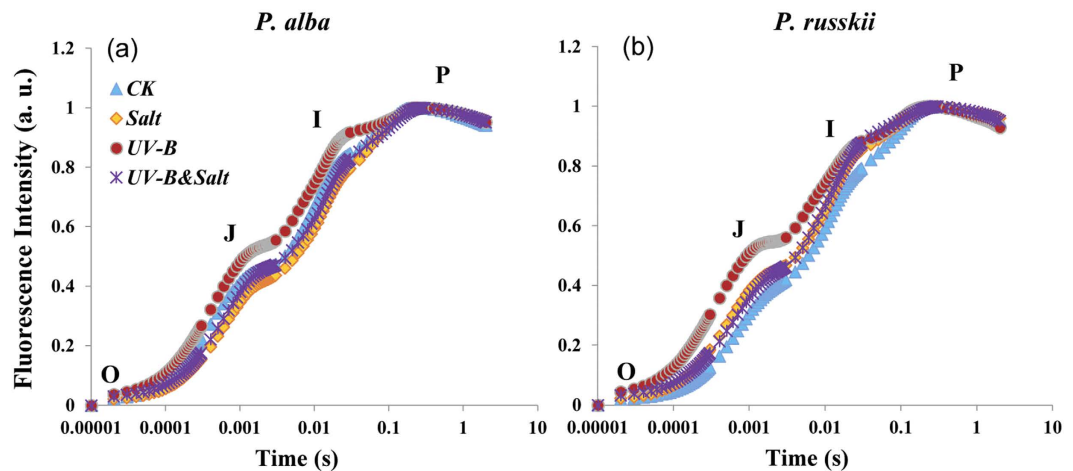 P. alba
(a)
Fluorescence Intensity (a. u.)
1.2
1
0.8
0.6
0.4
0.2
0
CK
Salt
UV-B
UV-B&Salt
O
J
I
P
0.00001 0.0001 0.001 0.01 0.1 1 10
Time (s)
P. russkii
(b)
1.2
1
0.8
0.6
0.4
0.2
0
O
J
I
P
0.00001 0.0001 0.001 0.01 0.1 1 10
Time (s)